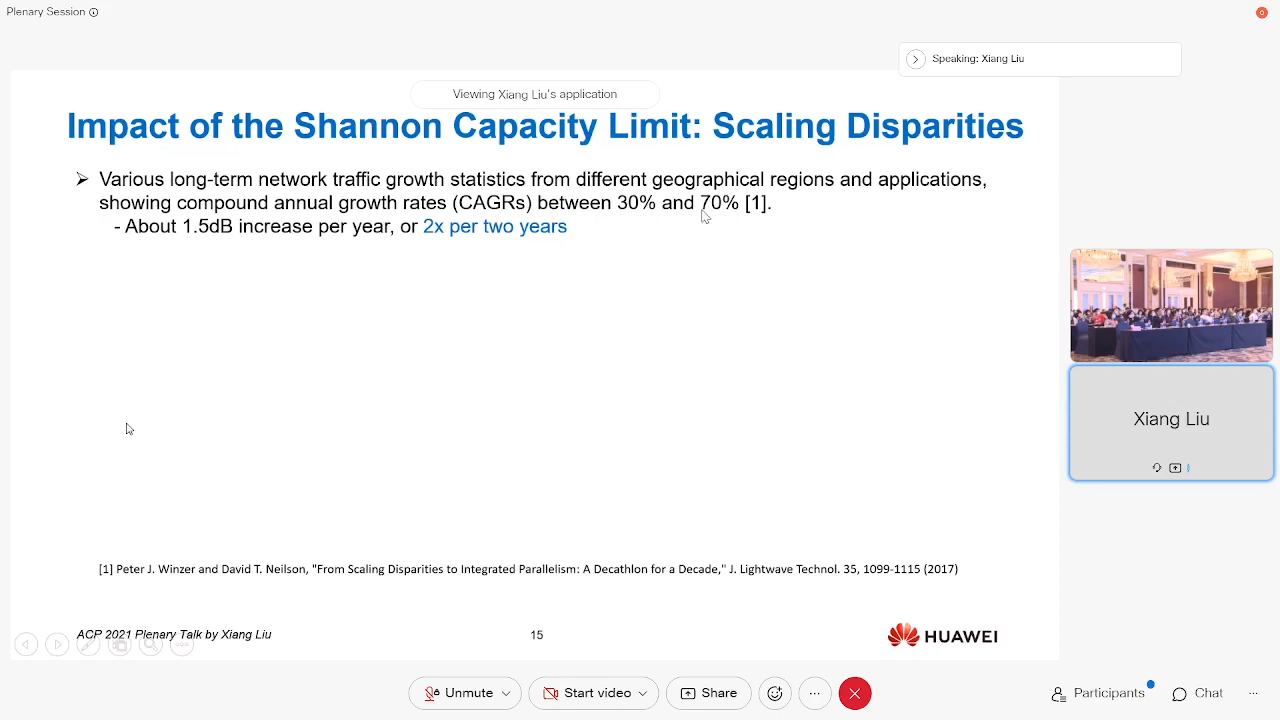 Plenary Session
Speaking: Xiang Liu
Viewing Xiang Liu's application
Impact of the Shannon Capacity Limit: Scaling Disparities
Various long-term network traffic growth statistics from different geographical regions and applications,
showing compound annual growth rates (CAGRs) between 30% and 70% [1].
- About 1.5dB increase per year, or 2x per two years
Xiang Liu
[1] Peter J. Winzer and David T. Neilson, "From Scaling Disparities to Integrated Parallelism: A Decathlon for a Decade," J. Lightwave Technol. 35, 1099-1115 (2017)
ACP 2021 Plenary Talk by Xiang Liu
15
HUAWEI
Unmute
Start video
Share
Participants
Chat